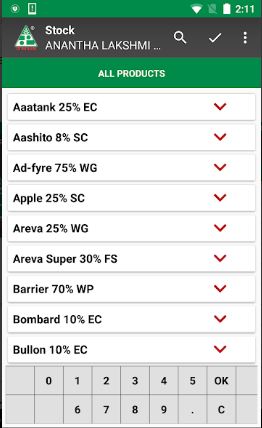 2:11
Stock
ANANTHA LAKSHMI ...
ALL PRODUCTS
Aaatank 25% EC
Aashito 8% SC
Ad-fyre 75% WG
Apple 25% SC
Areva 25% WG
Areva Super 30% FS
Barrier 70% WP
Bombard 10% EC
Bullon 10% EC
0 1 2 3 4 5 OK
6 7 8 9 . C